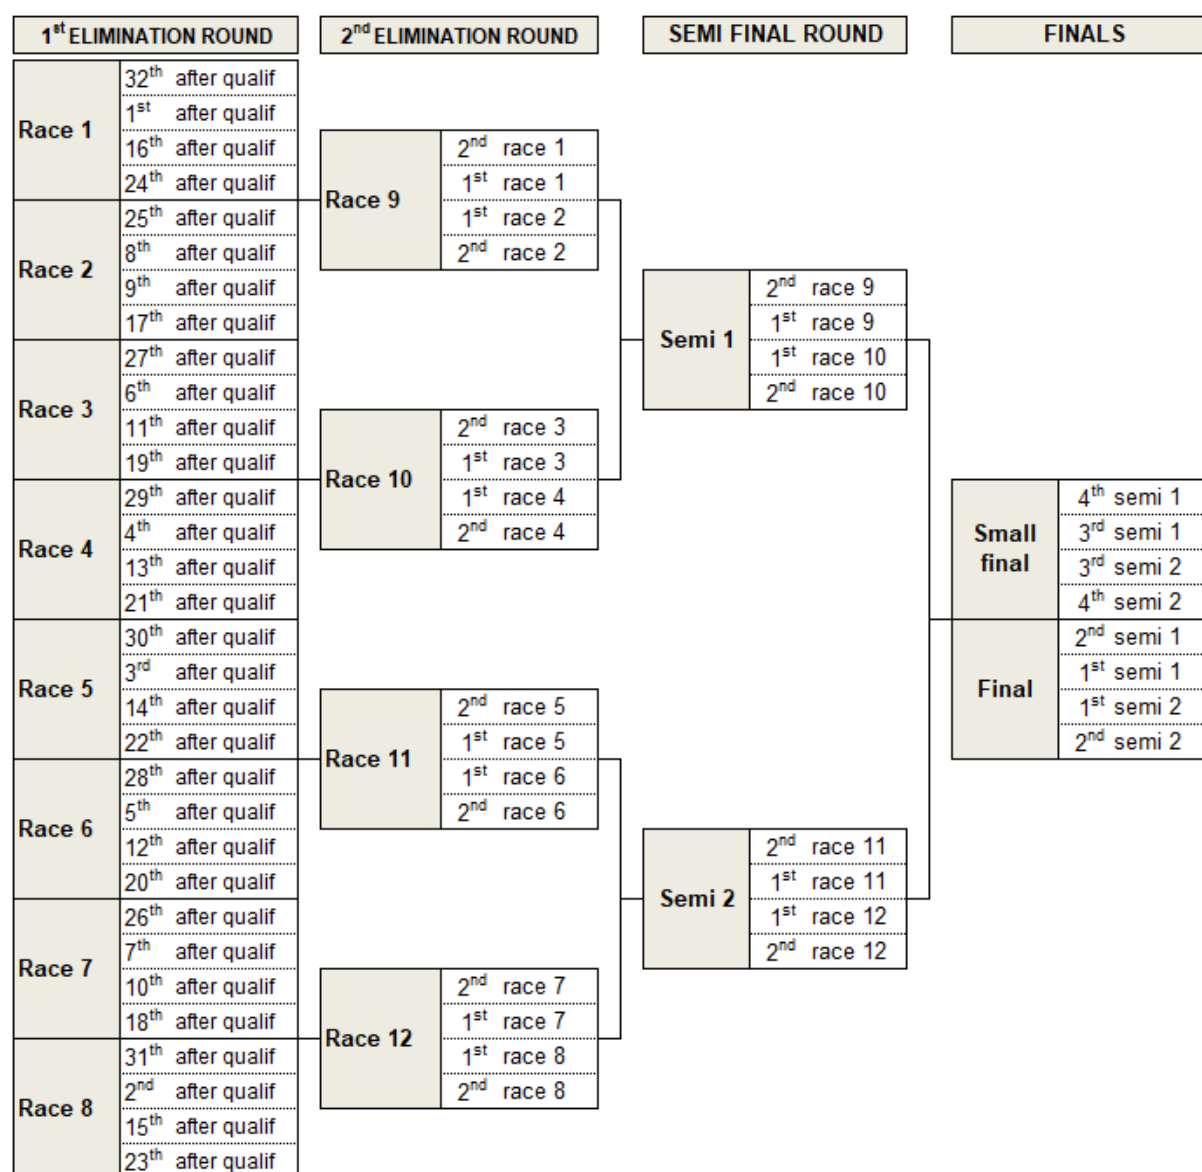 1st ELIMINATION ROUND
2nd ELIMINATION ROUND
SEMI FINAL ROUND
FINALS
Race 1
32th after qualif
1st after qualif
16th after qualif
24th after qualif
Race 2
25th after qualif
8th after qualif
9th after qualif
17th after qualif
Race 3
27th after qualif
6th after qualif
11th after qualif
19th after qualif
Race 4
29th after qualif
4th after qualif
13th after qualif
21th after qualif
Race 5
30th after qualif
3rd after qualif
14th after qualif
22th after qualif
Race 6
28th after qualif
5th after qualif
12th after qualif
20th after qualif
Race 7
26th after qualif
7th after qualif
10th after qualif
18th after qualif
Race 8
31th after qualif
2nd after qualif
15th after qualif
23th after qualif
Race 9
2nd race 1
1st race 1
1st race 2
2nd race 2
Race 10
2nd race 3
1st race 3
1st race 4
2nd race 4
Race 11
2nd race 5
1st race 5
1st race 6
2nd race 6
Race 12
2nd race 7
1st race 7
1st race 8
2nd race 8
Semi 1
2nd race 9
1st race 9
1st race 10
2nd race 10
Semi 2
2nd race 11
1st race 11
1st race 12
2nd race 12
Small final
4th semi 1
3rd semi 1
3rd semi 2
4th semi 2
Final
2nd semi 1
1st semi 1
1st semi 2
2nd semi 2